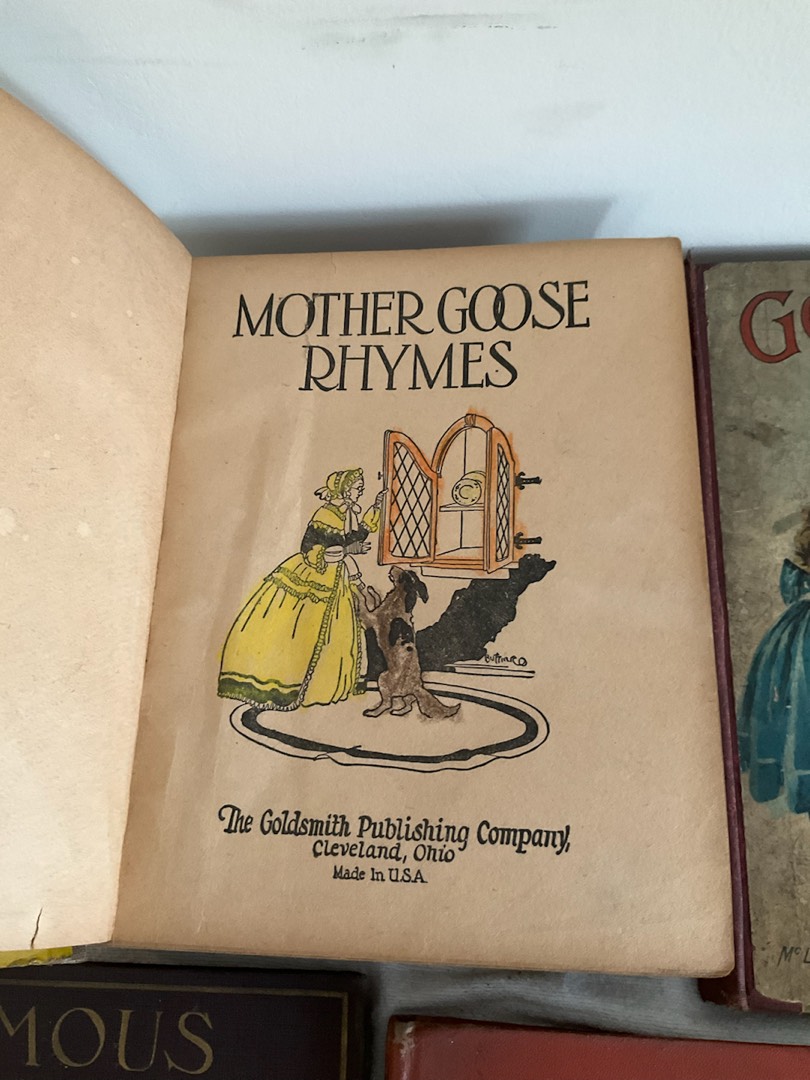 MOTHER GOOSE
RHYMES
The Goldsmith Publishing Company,
Cleveland, Ohio
Made In U.S.A.
MOUS